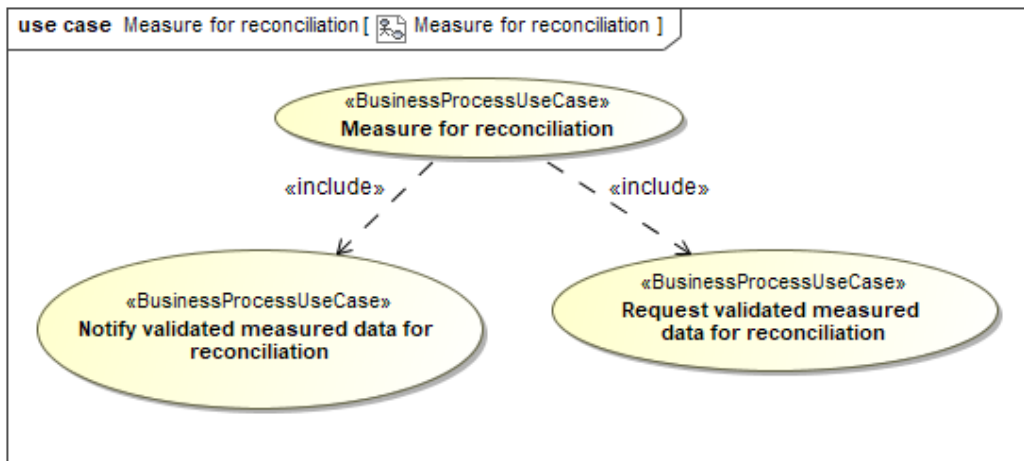 use case Measure for reconciliation [ Measure for reconciliation ]
«BusinessProcessUseCase»
Measure for reconciliation
«include»
«include»
«BusinessProcessUseCase»
Notify validated measured data for
reconciliation
«BusinessProcessUseCase»
Request validated measured
data for reconciliation